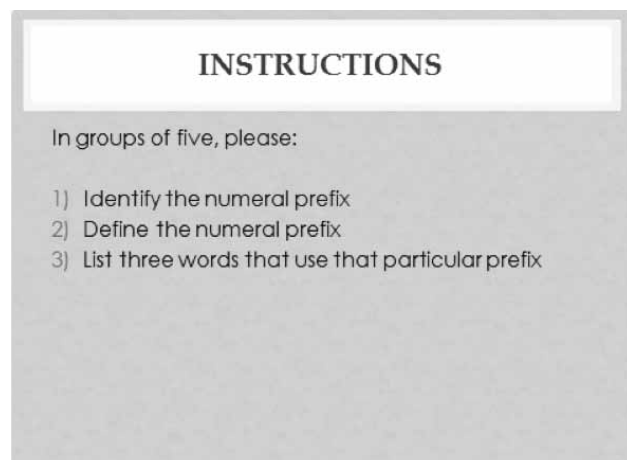 INSTRUCTIONS
In groups of five, please:
1) Identify the numeral prefix
2) Define the numeral prefix
3) List three words that use that particular prefix